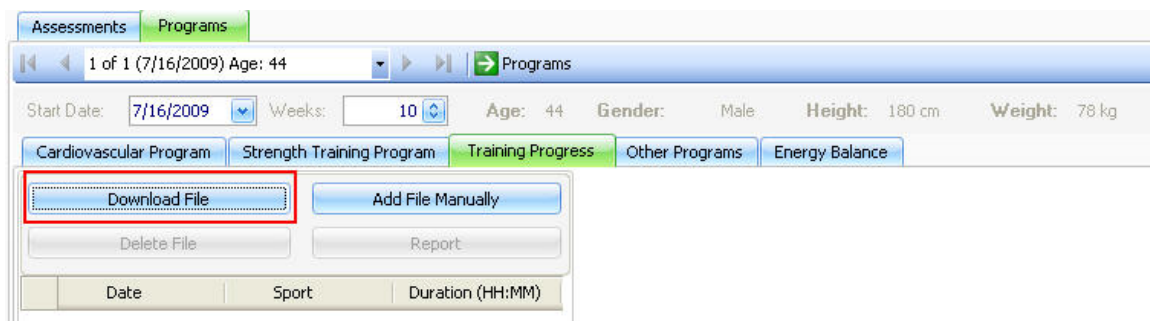 Assessments Programs
1 of 1 (7/16/2009) Age: 44 Programs
Start Date: 7/16/2009 Weeks: 10 Age: 44 Gender: Male Height: 180 cm Weight: 78 kg
Cardiovascular Program Strength Training Program Training Progress Other Programs Energy Balance
Download File Add File Manually
Delete File Report
Date Sport Duration (HH:MM)